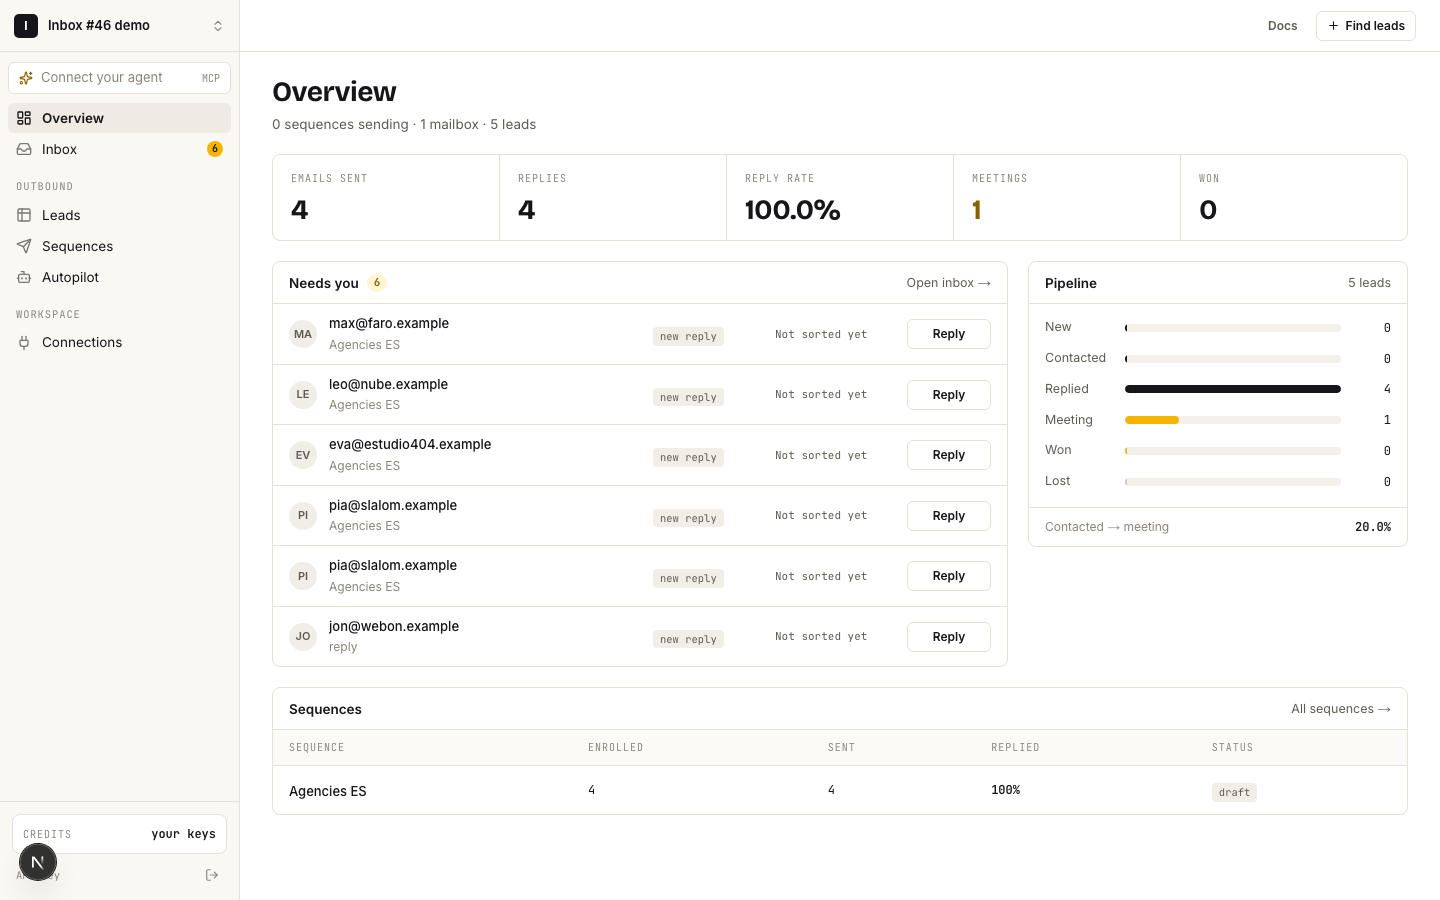 I Inbox #46 demo
Docs
+ Find leads
Connect your agent MCP
Overview
Inbox 6
OUTBOUND
Leads
Sequences
Autopilot
WORKSPACE
Connections
CREDITS your keys
N
Overview
0 sequences sending · 1 mailbox · 5 leads
EMAILS SENT
4
REPLIES
4
REPLY RATE
100.0%
MEETINGS
1
WON
0
Needs you 6 Open inbox →
MA max@faro.example new reply Not sorted yet Reply
Agencies ES
LE leo@nube.example new reply Not sorted yet Reply
Agencies ES
EV eva@estudio404.example new reply Not sorted yet Reply
Agencies ES
PI pia@slalom.example new reply Not sorted yet Reply
Agencies ES
PI pia@slalom.example new reply Not sorted yet Reply
Agencies ES
JO jon@webon.example new reply Not sorted yet Reply
reply
Pipeline 5 leads
New 0
Contacted 0
Replied 4
Meeting 1
Won 0
Lost 0
Contacted → meeting 20.0%
Sequences All sequences →
SEQUENCE ENROLLED SENT REPLIED STATUS
Agencies ES 4 4 100% draft